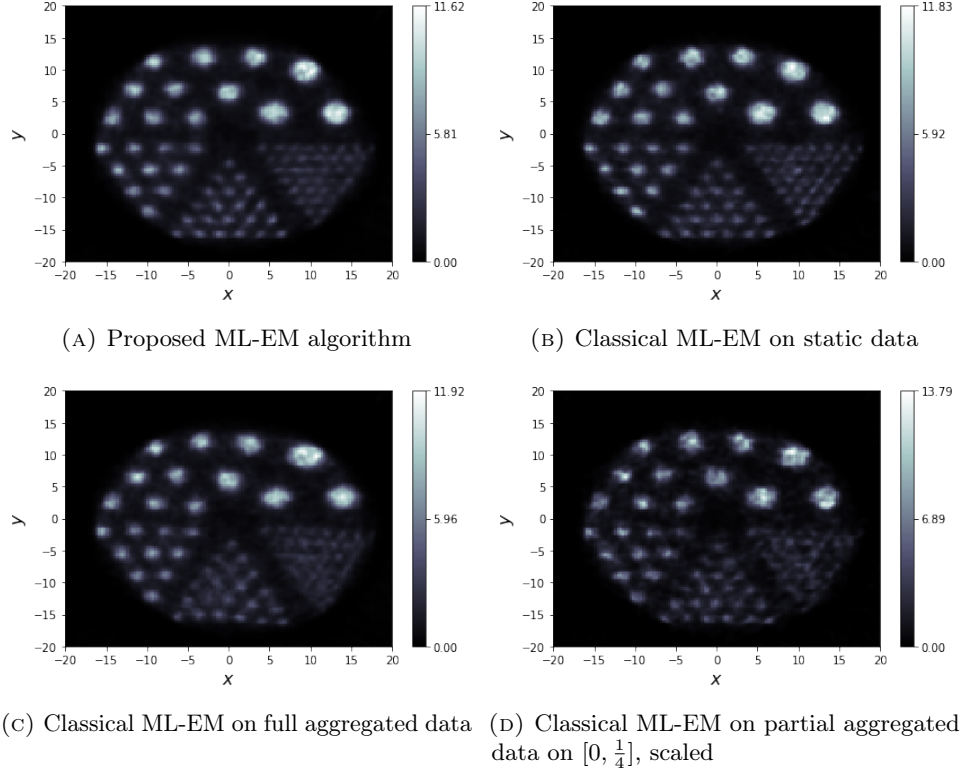 20
15
10
5
0
−5
−10
−15
−20
y
−20 −15 −10 −5 0 5 10 15 20
x
11.62
5.81
0.00
20
15
10
5
0
−5
−10
−15
−20
y
−20 −15 −10 −5 0 5 10 15 20
x
11.83
5.92
0.00
(A) Proposed ML-EM algorithm
(B) Classical ML-EM on static data
20
15
10
5
0
−5
−10
−15
−20
y
−20 −15 −10 −5 0 5 10 15 20
x
11.92
5.96
0.00
20
15
10
5
0
−5
−10
−15
−20
y
−20 −15 −10 −5 0 5 10 15 20
x
13.79
6.89
0.00
(C) Classical ML-EM on full aggregated data
(D) Classical ML-EM on partial aggregated
data on [0, 1/4], scaled